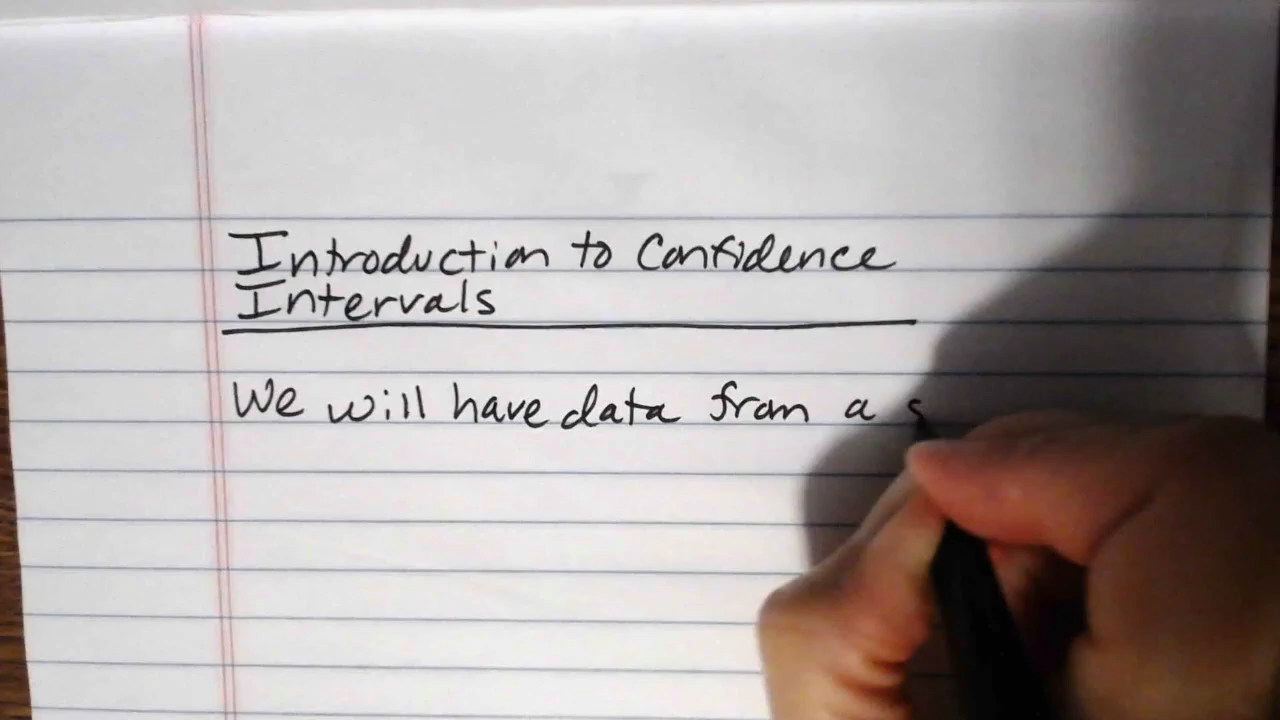 Introduction to Confidence
Intervals
We will have data from a s